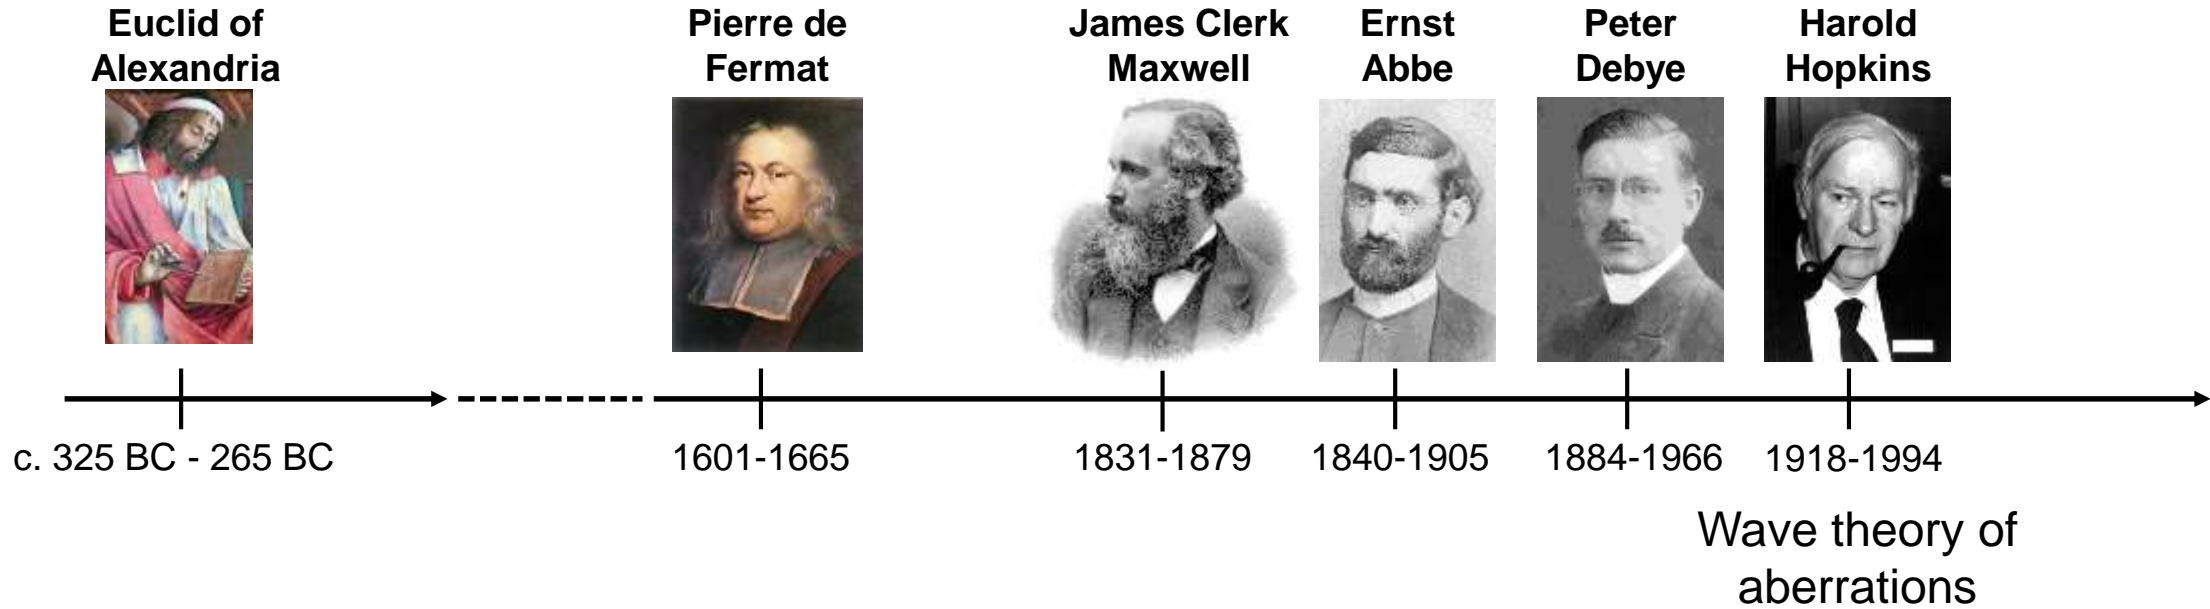 Euclid of
Alexandria
Pierre de
Fermat
James Clerk
Maxwell
Ernst
Abbe
Peter
Debye
Harold
Hopkins
c. 325 BC - 265 BC
1601-1665
1831-1879
1840-1905
1884-1966
1918-1994
Wave theory of
aberrations